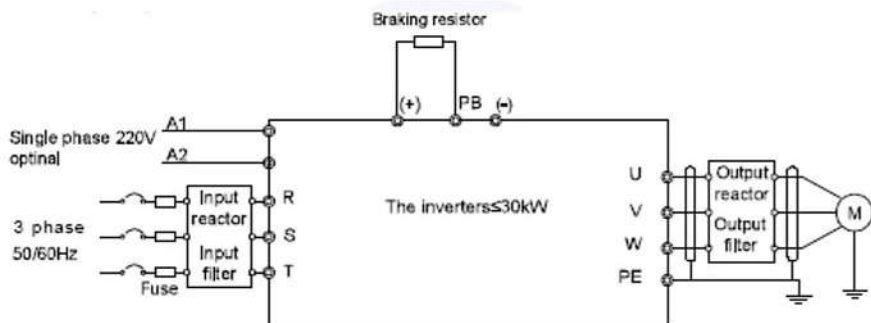 Braking resistor
(+)
PB
(-)
A1
Single phase 220V
optinal
A2
Input
reactor
Input
filter
R
S
T
3 phase
50/60Hz
Fuse
The inverters≤30kW
U
V
W
PE
Output
reactor
Output
filter
M